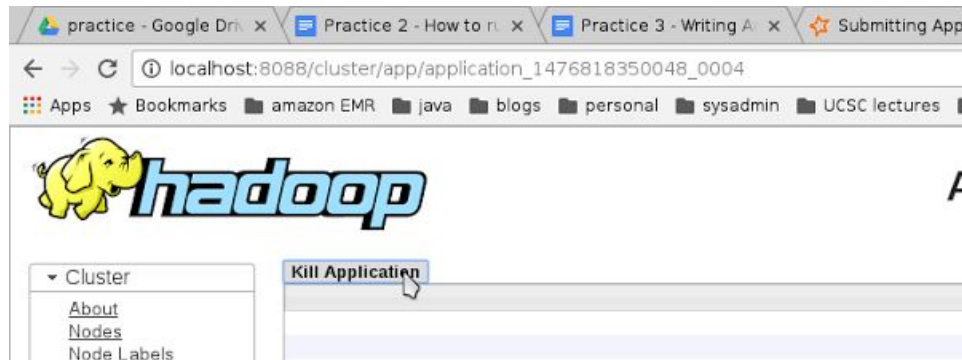 practice - Google Driv
Practice 2 - How to ru
Practice 3 - Writing A
Submitting App
localhost:8088/cluster/app/application_1476818350048_0004
Apps Bookmarks amazon EMR java blogs personal sysadmin UCSC lectures
hadoop
A
Cluster
Kill Application
About
Nodes
Node Labels